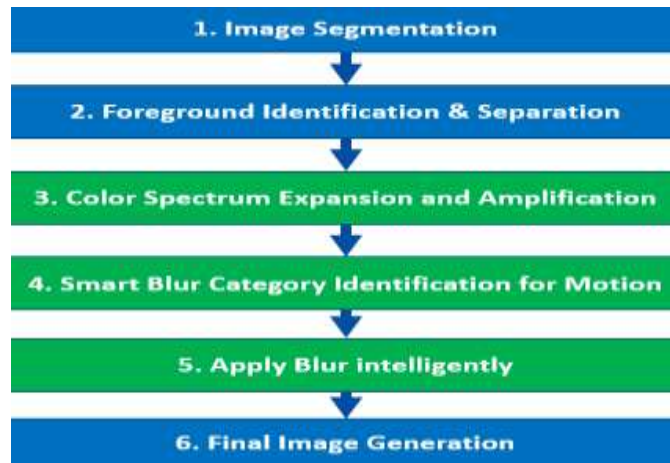 1. Image Segmentation
2. Foreground Identification & Separation
3. Color Spectrum Expansion and Amplification
4. Smart Blur Category Identification for Motion
5. Apply Blur intelligently
6. Final Image Generation